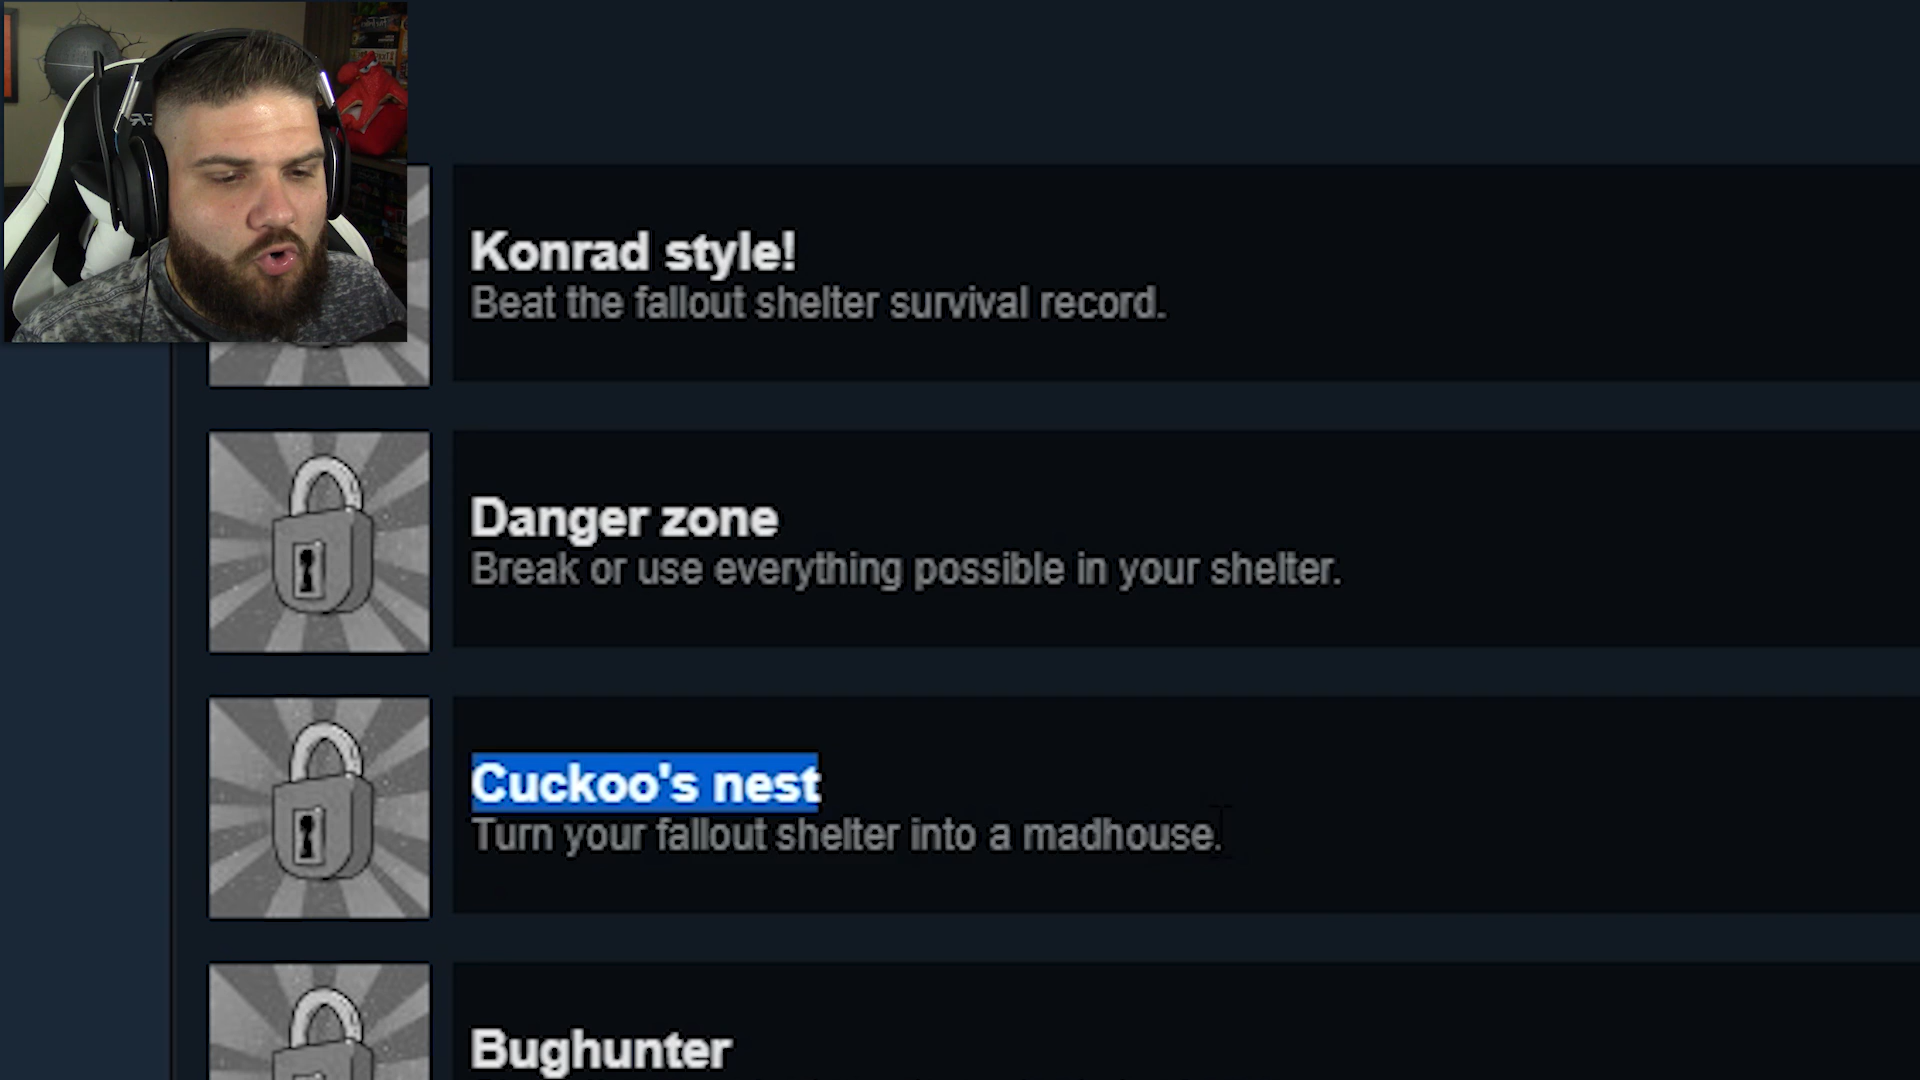 Konrad style!
Beat the fallout shelter survival record.
Danger zone
Break or use everything possible in your shelter.
Cuckoo's nest
Turn your fallout shelter into a madhouse.
Bughunter